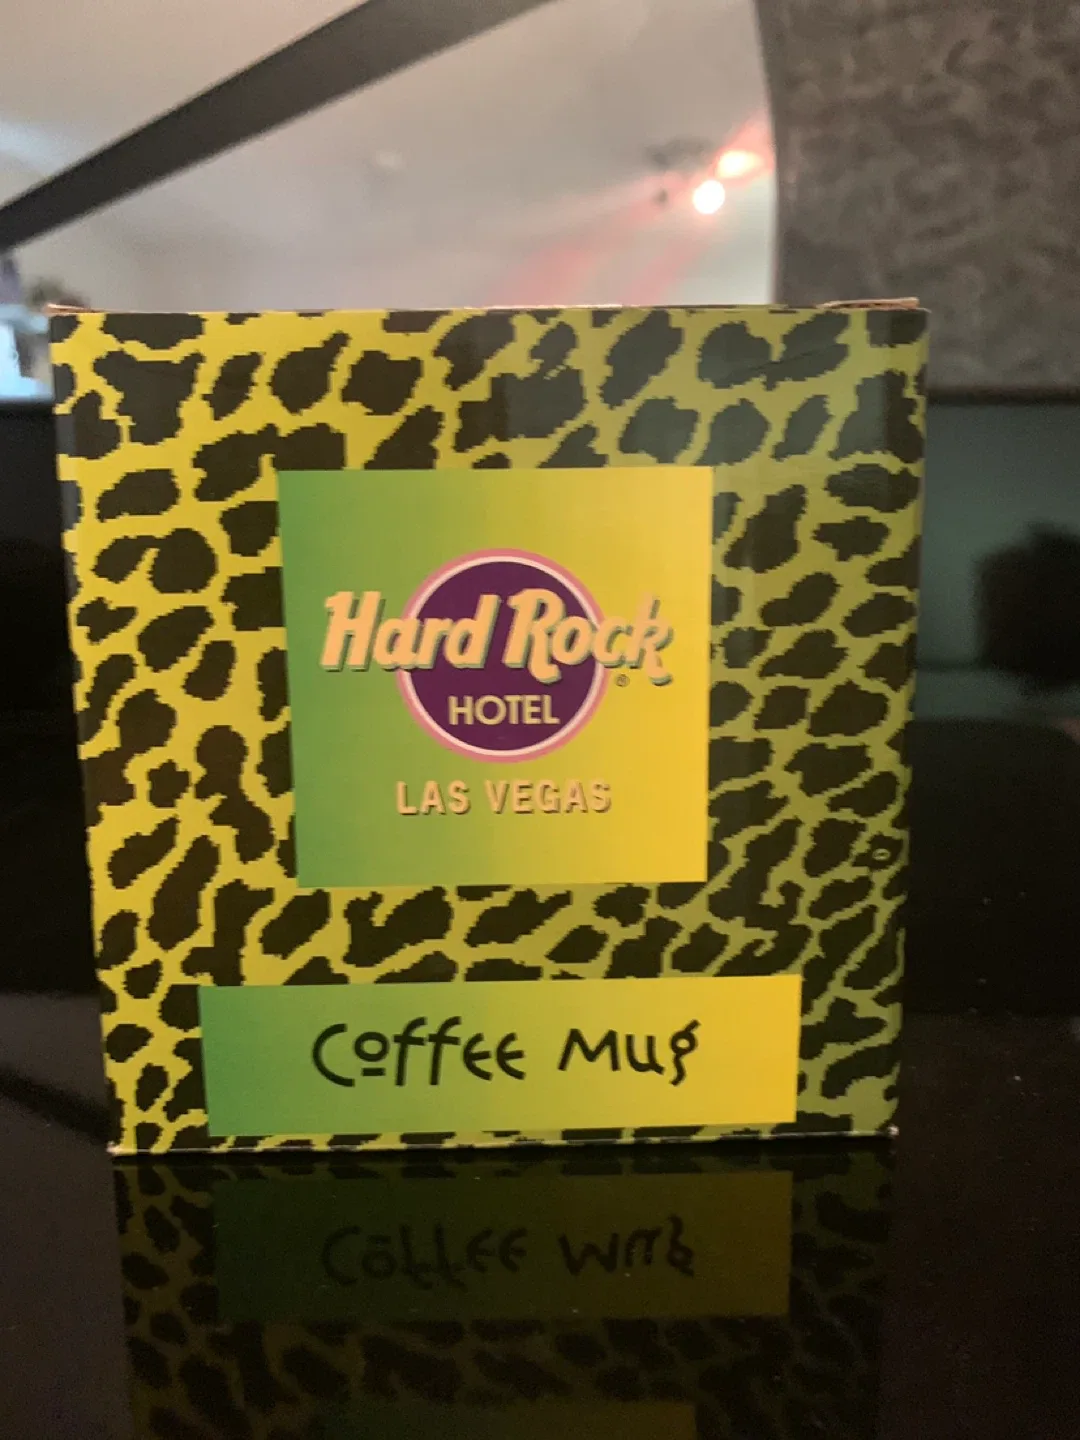 Hard Rock®
HOTEL
LAS VEGAS
Coffee Mug